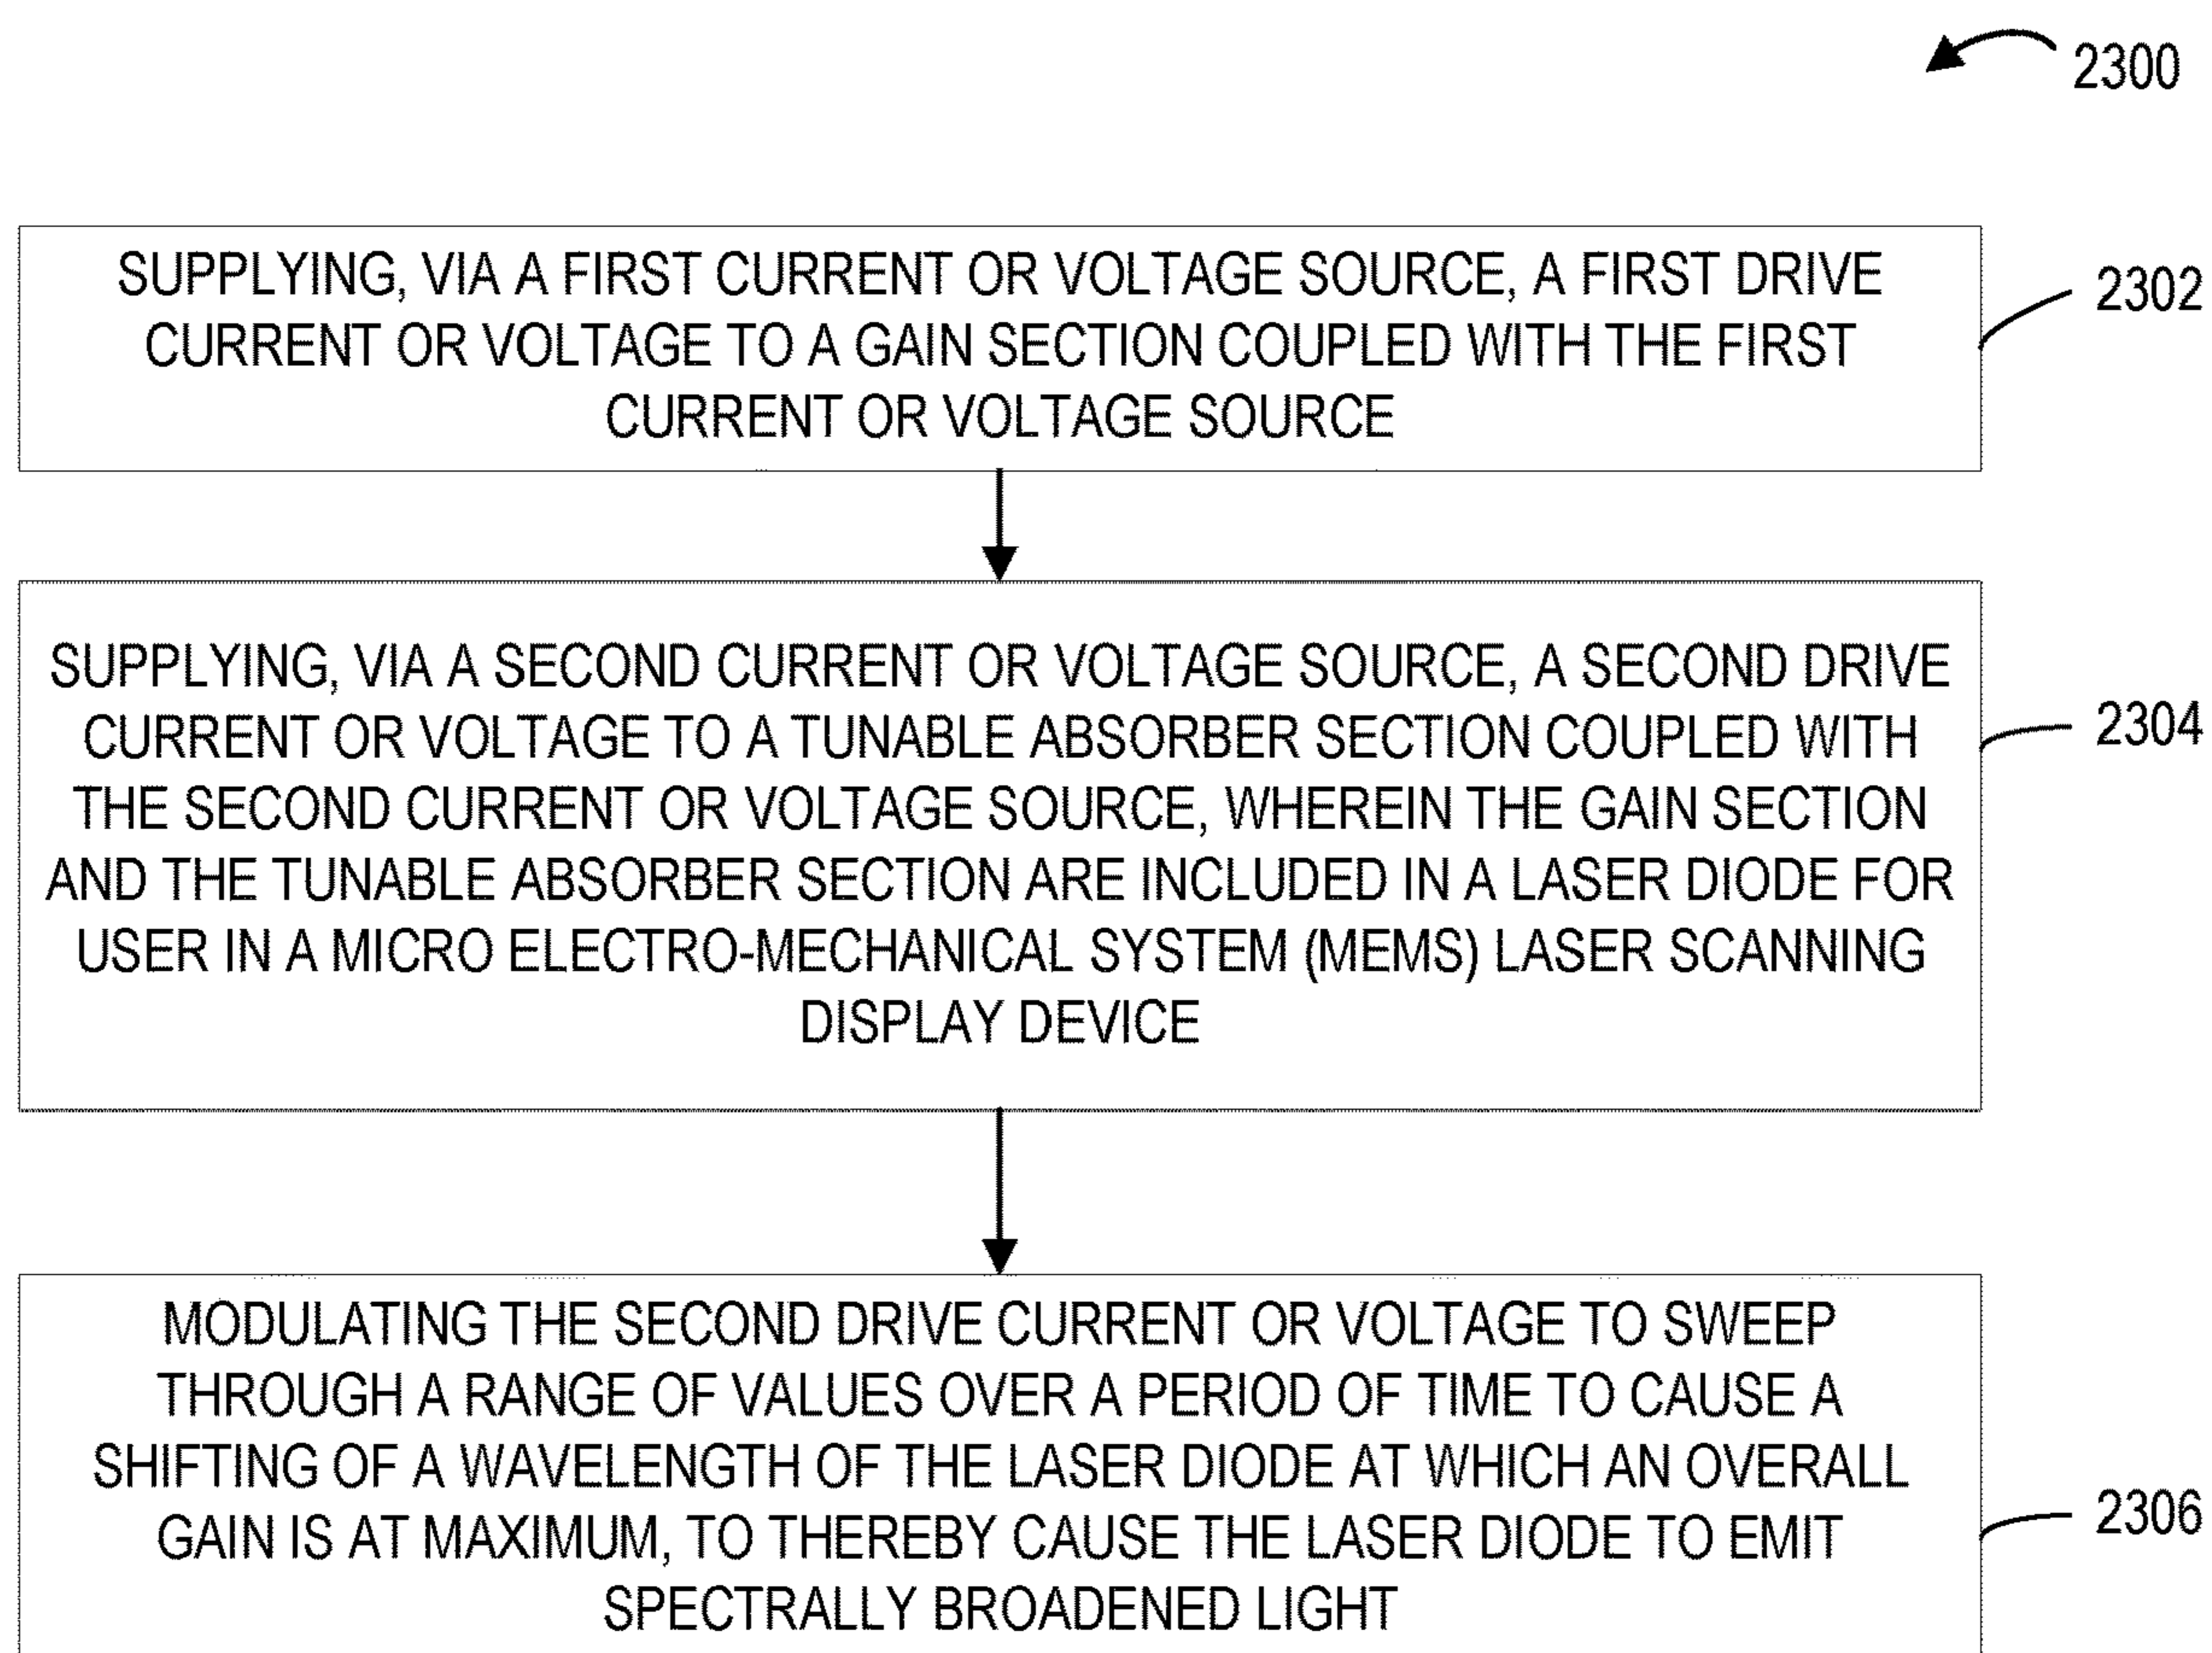 2300
SUPPLYING, VIA A FIRST CURRENT OR VOLTAGE SOURCE, A FIRST DRIVE
CURRENT OR VOLTAGE TO A GAIN SECTION COUPLED WITH THE FIRST
CURRENT OR VOLTAGE SOURCE
2302
SUPPLYING, VIA A SECOND CURRENT OR VOLTAGE SOURCE, A SECOND DRIVE
CURRENT OR VOLTAGE TO A TUNABLE ABSORBER SECTION COUPLED WITH
THE SECOND CURRENT OR VOLTAGE SOURCE, WHEREIN THE GAIN SECTION
AND THE TUNABLE ABSORBER SECTION ARE INCLUDED IN A LASER DIODE FOR
USER IN A MICRO ELECTRO-MECHANICAL SYSTEM (MEMS) LASER SCANNING
DISPLAY DEVICE
2304
MODULATING THE SECOND DRIVE CURRENT OR VOLTAGE TO SWEEP
THROUGH A RANGE OF VALUES OVER A PERIOD OF TIME TO CAUSE A
SHIFTING OF A WAVELENGTH OF THE LASER DIODE AT WHICH AN OVERALL
GAIN IS AT MAXIMUM, TO THEREBY CAUSE THE LASER DIODE TO EMIT
SPECTRALLY BROADENED LIGHT
2306